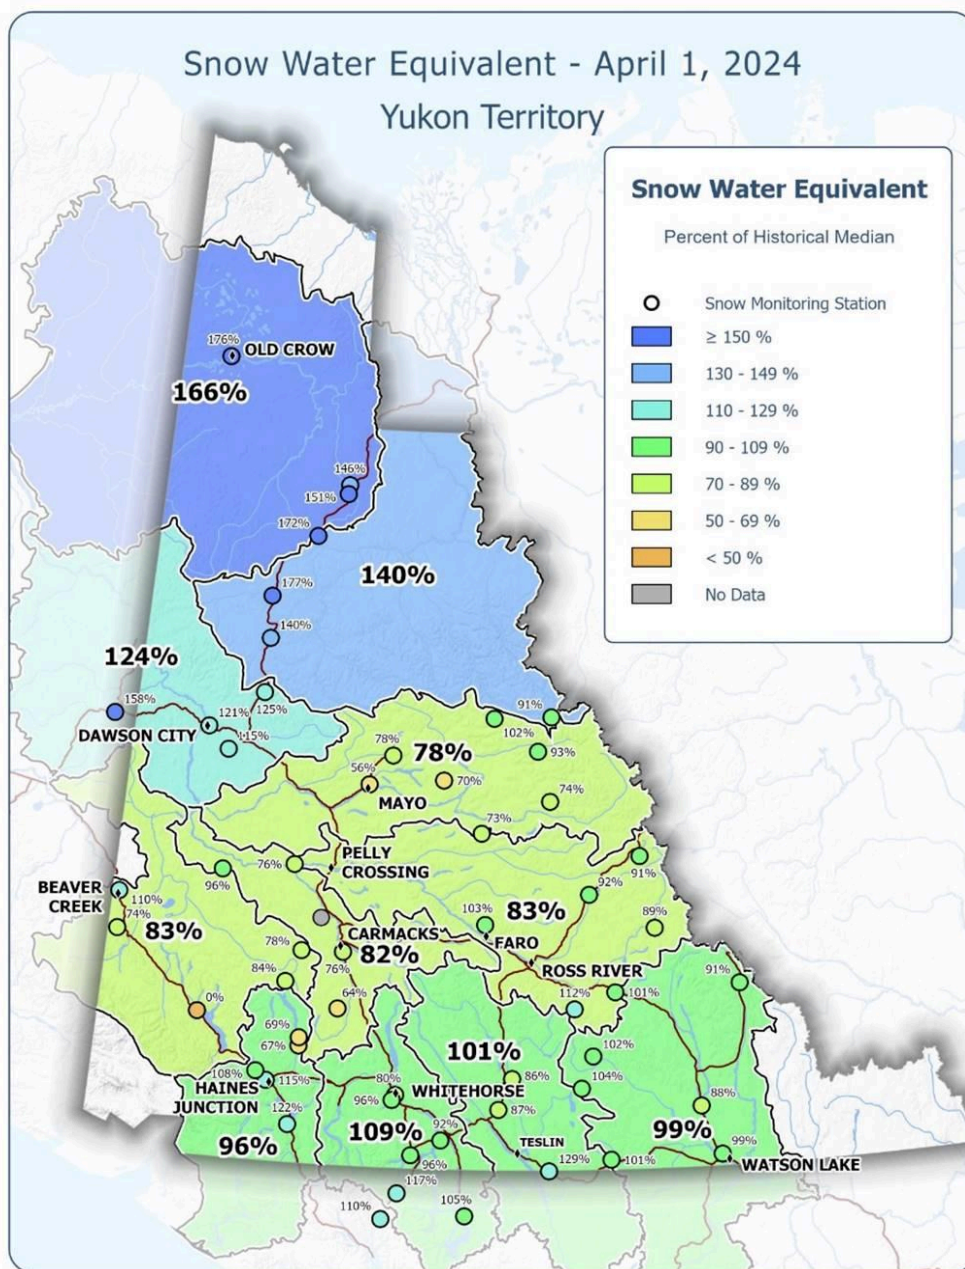 Snow Water Equivalent - April 1, 2024
Yukon Territory
Snow Water Equivalent
Percent of Historical Median
Snow Monitoring Station
≥ 150 %
130 - 149 %
110 - 129 %
90 - 109 %
70 - 89 %
50 - 69 %
< 50 %
No Data
176%
OLD CROW
166%
146%
151%
172%
140%
177%
140%
124%
158%
125%
121%
DAWSON CITY
115%
91%
102%
93%
78%
78%
56%
70%
MAYO
74%
73%
76%
PELLY
CROSSING
96%
91%
92%
BEAVER
CREEK
110%
74%
83%
103%
83%
89%
FARO
CARMACKS
82%
76%
78%
84%
ROSS RIVER
91%
112%
101%
0%
64%
69%
67%
101%
102%
104%
108%
HAINES
JUNCTION
115%
80%
WHITEHORSE
86%
96%
87%
88%
122%
96%
109%
92%
96%
TESLIN
129%
101%
99%
99%
WATSON LAKE
117%
110%
105%